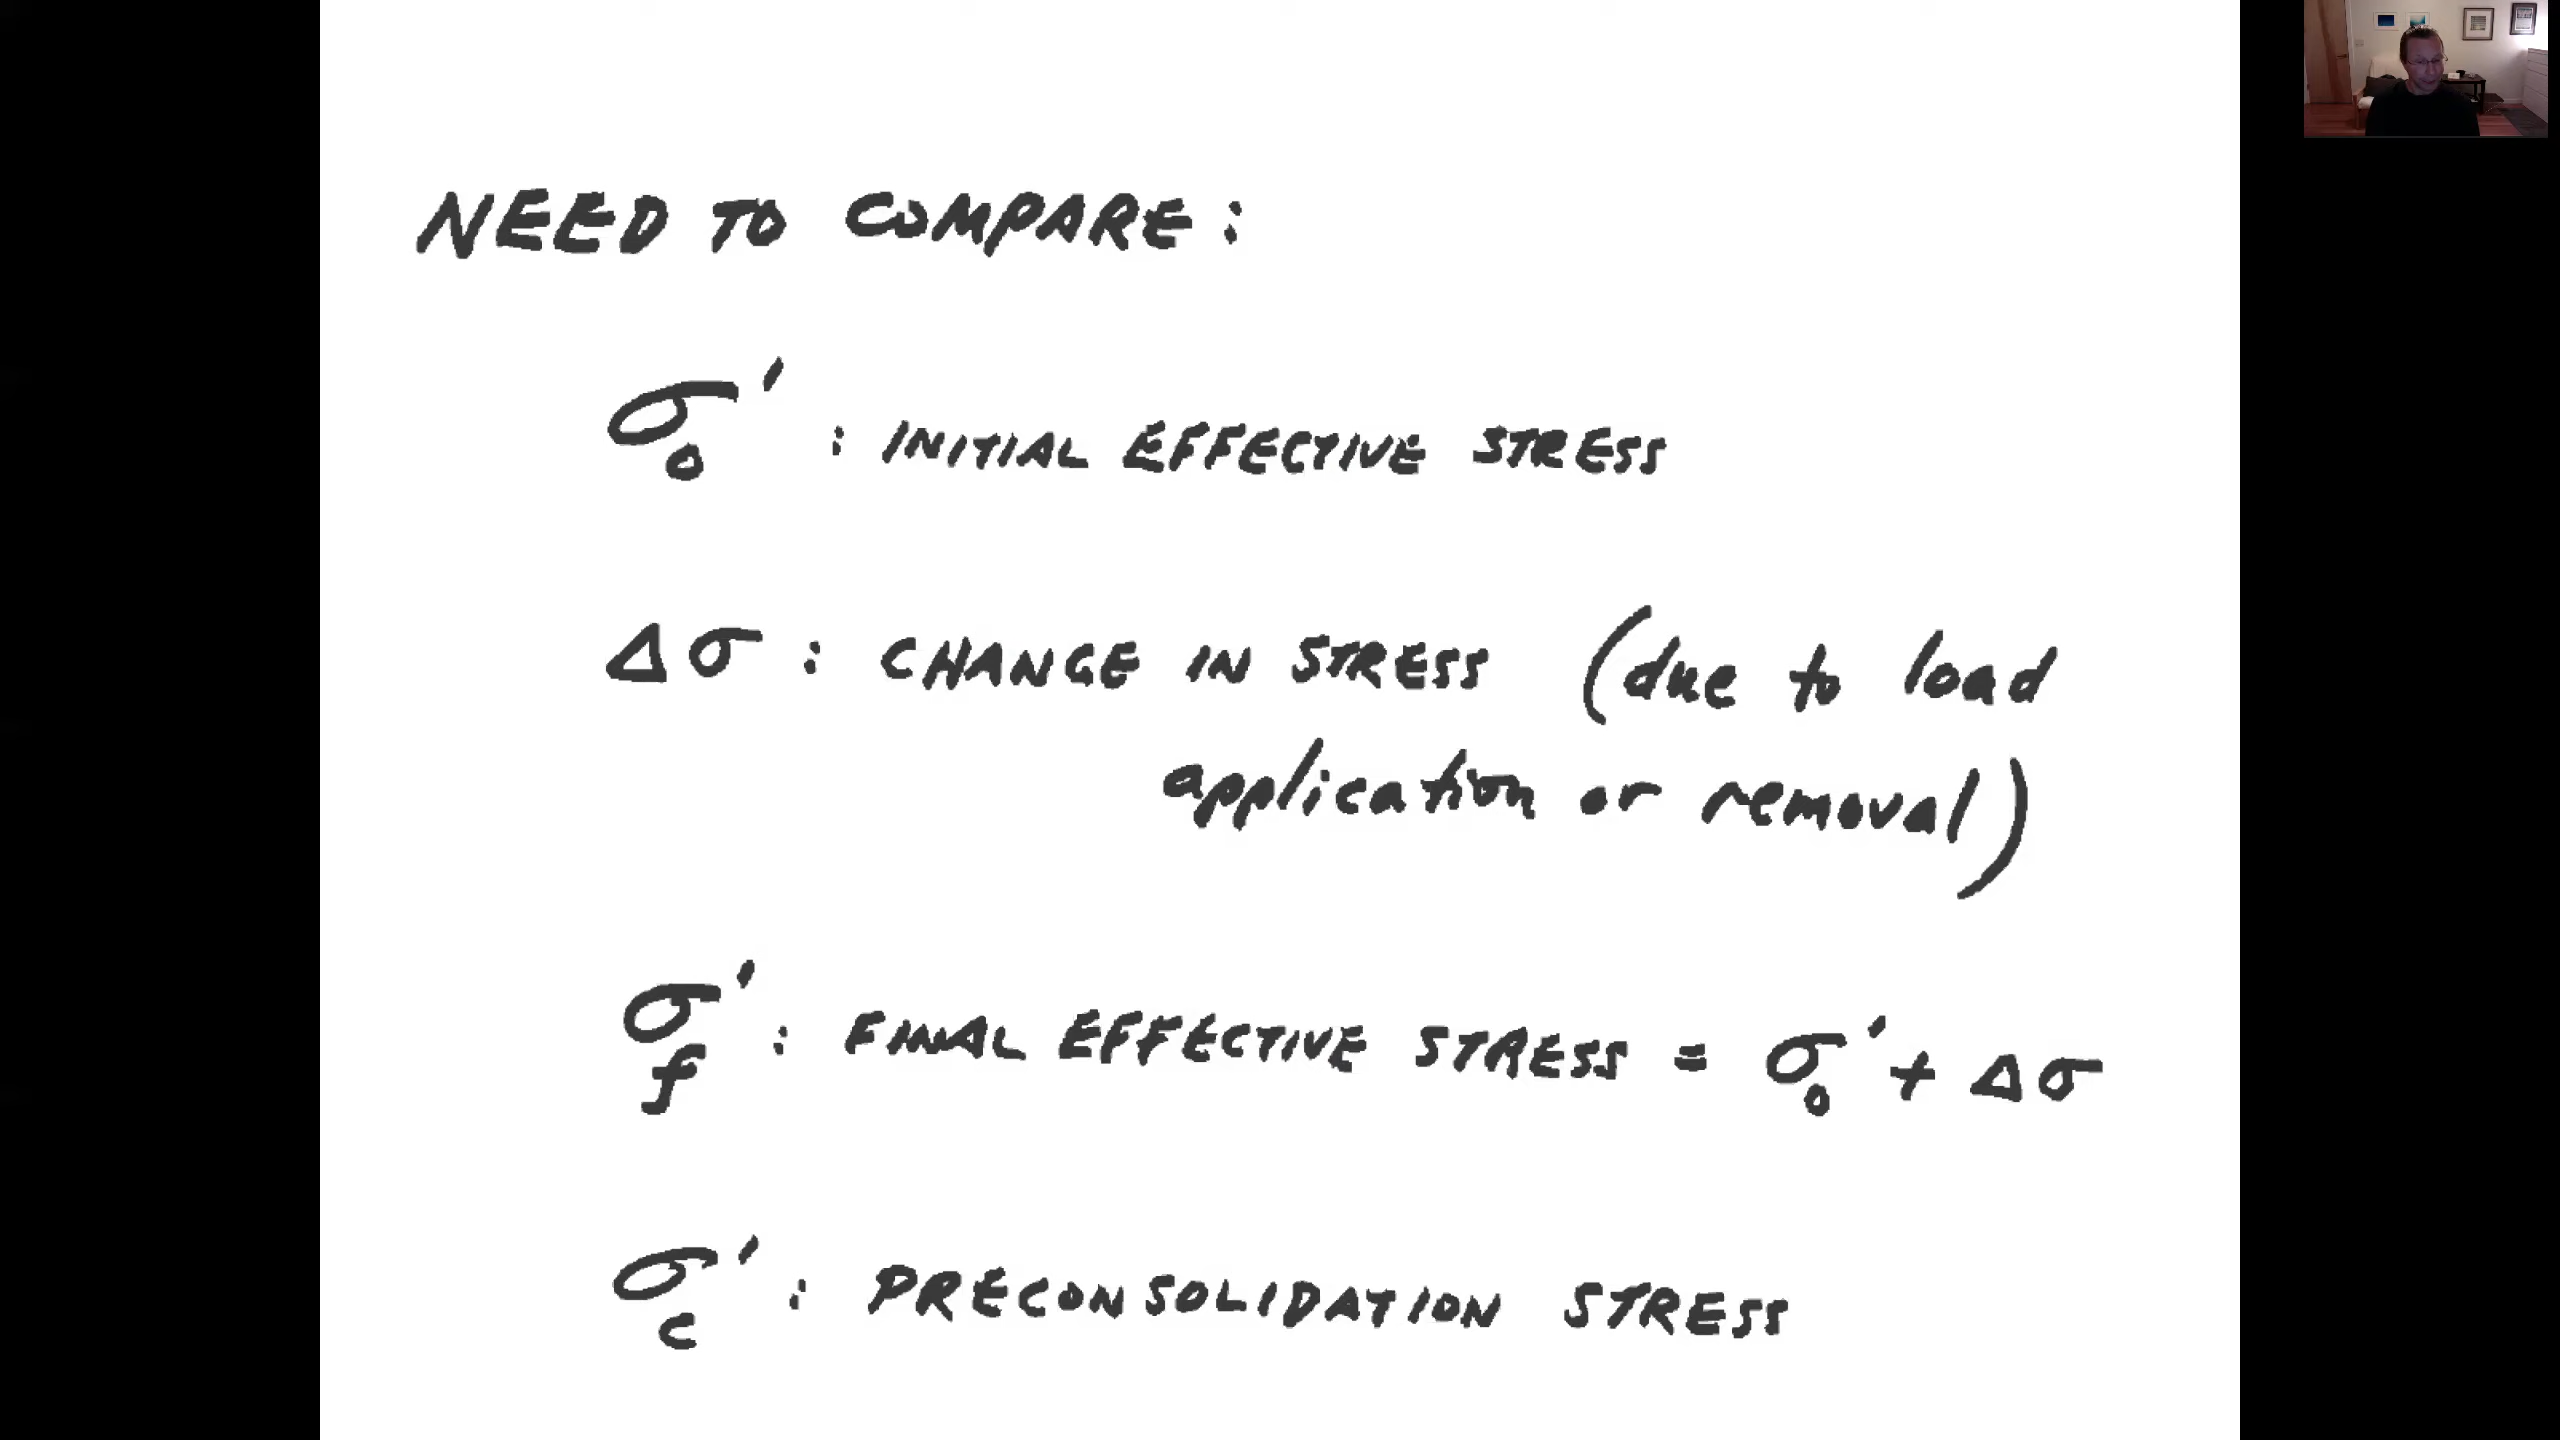 NEED TO COMPARE:
σ₀' : INITIAL EFFECTIVE STRESS
Δσ : CHANGE IN STRESS (due to load
application or removal)
σf' : FINAL EFFECTIVE STRESS = σ₀' + Δσ
σc' : PRECONSOLIDATION STRESS